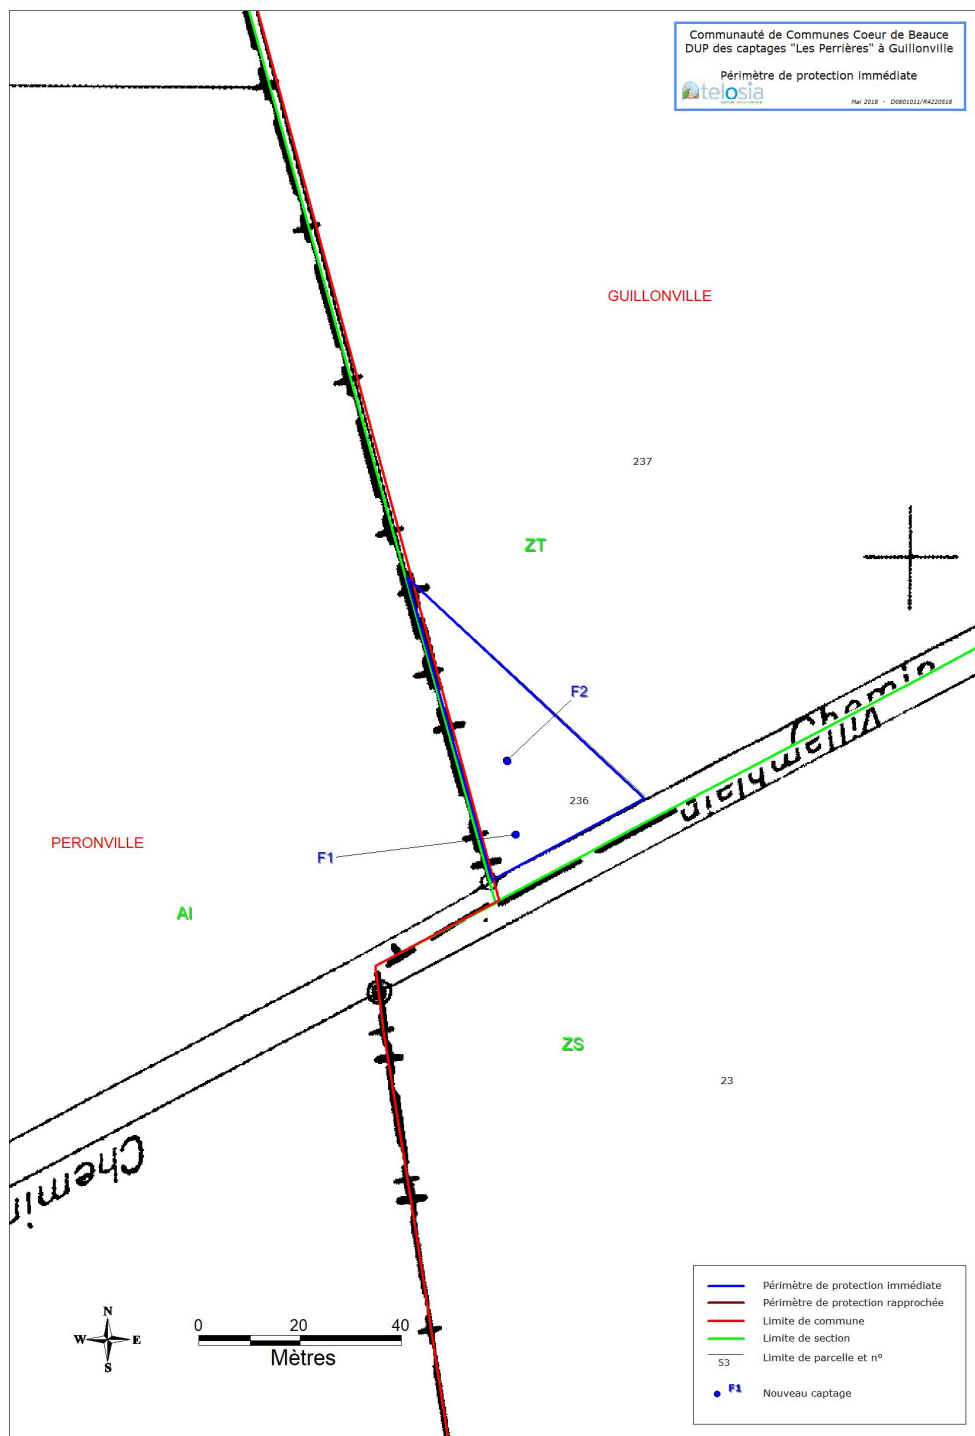 Communauté de Communes Coeur de Beauce
DUP des captages "Les Perrières" à Guillonville
Périmètre de protection immédiate
telosia
Mai 2018 - D0801011/R4220518
GUILLONVILLE
237
ZT
F2
Chemin
Villamblain
236
PERONVILLE
F1
AI
ZS
23
Chemin
N
W E
S
0 20 40
Mètres
Périmètre de protection immédiate
Périmètre de protection rapprochée
Limite de commune
Limite de section
53 Limite de parcelle et nº
F1 Nouveau captage